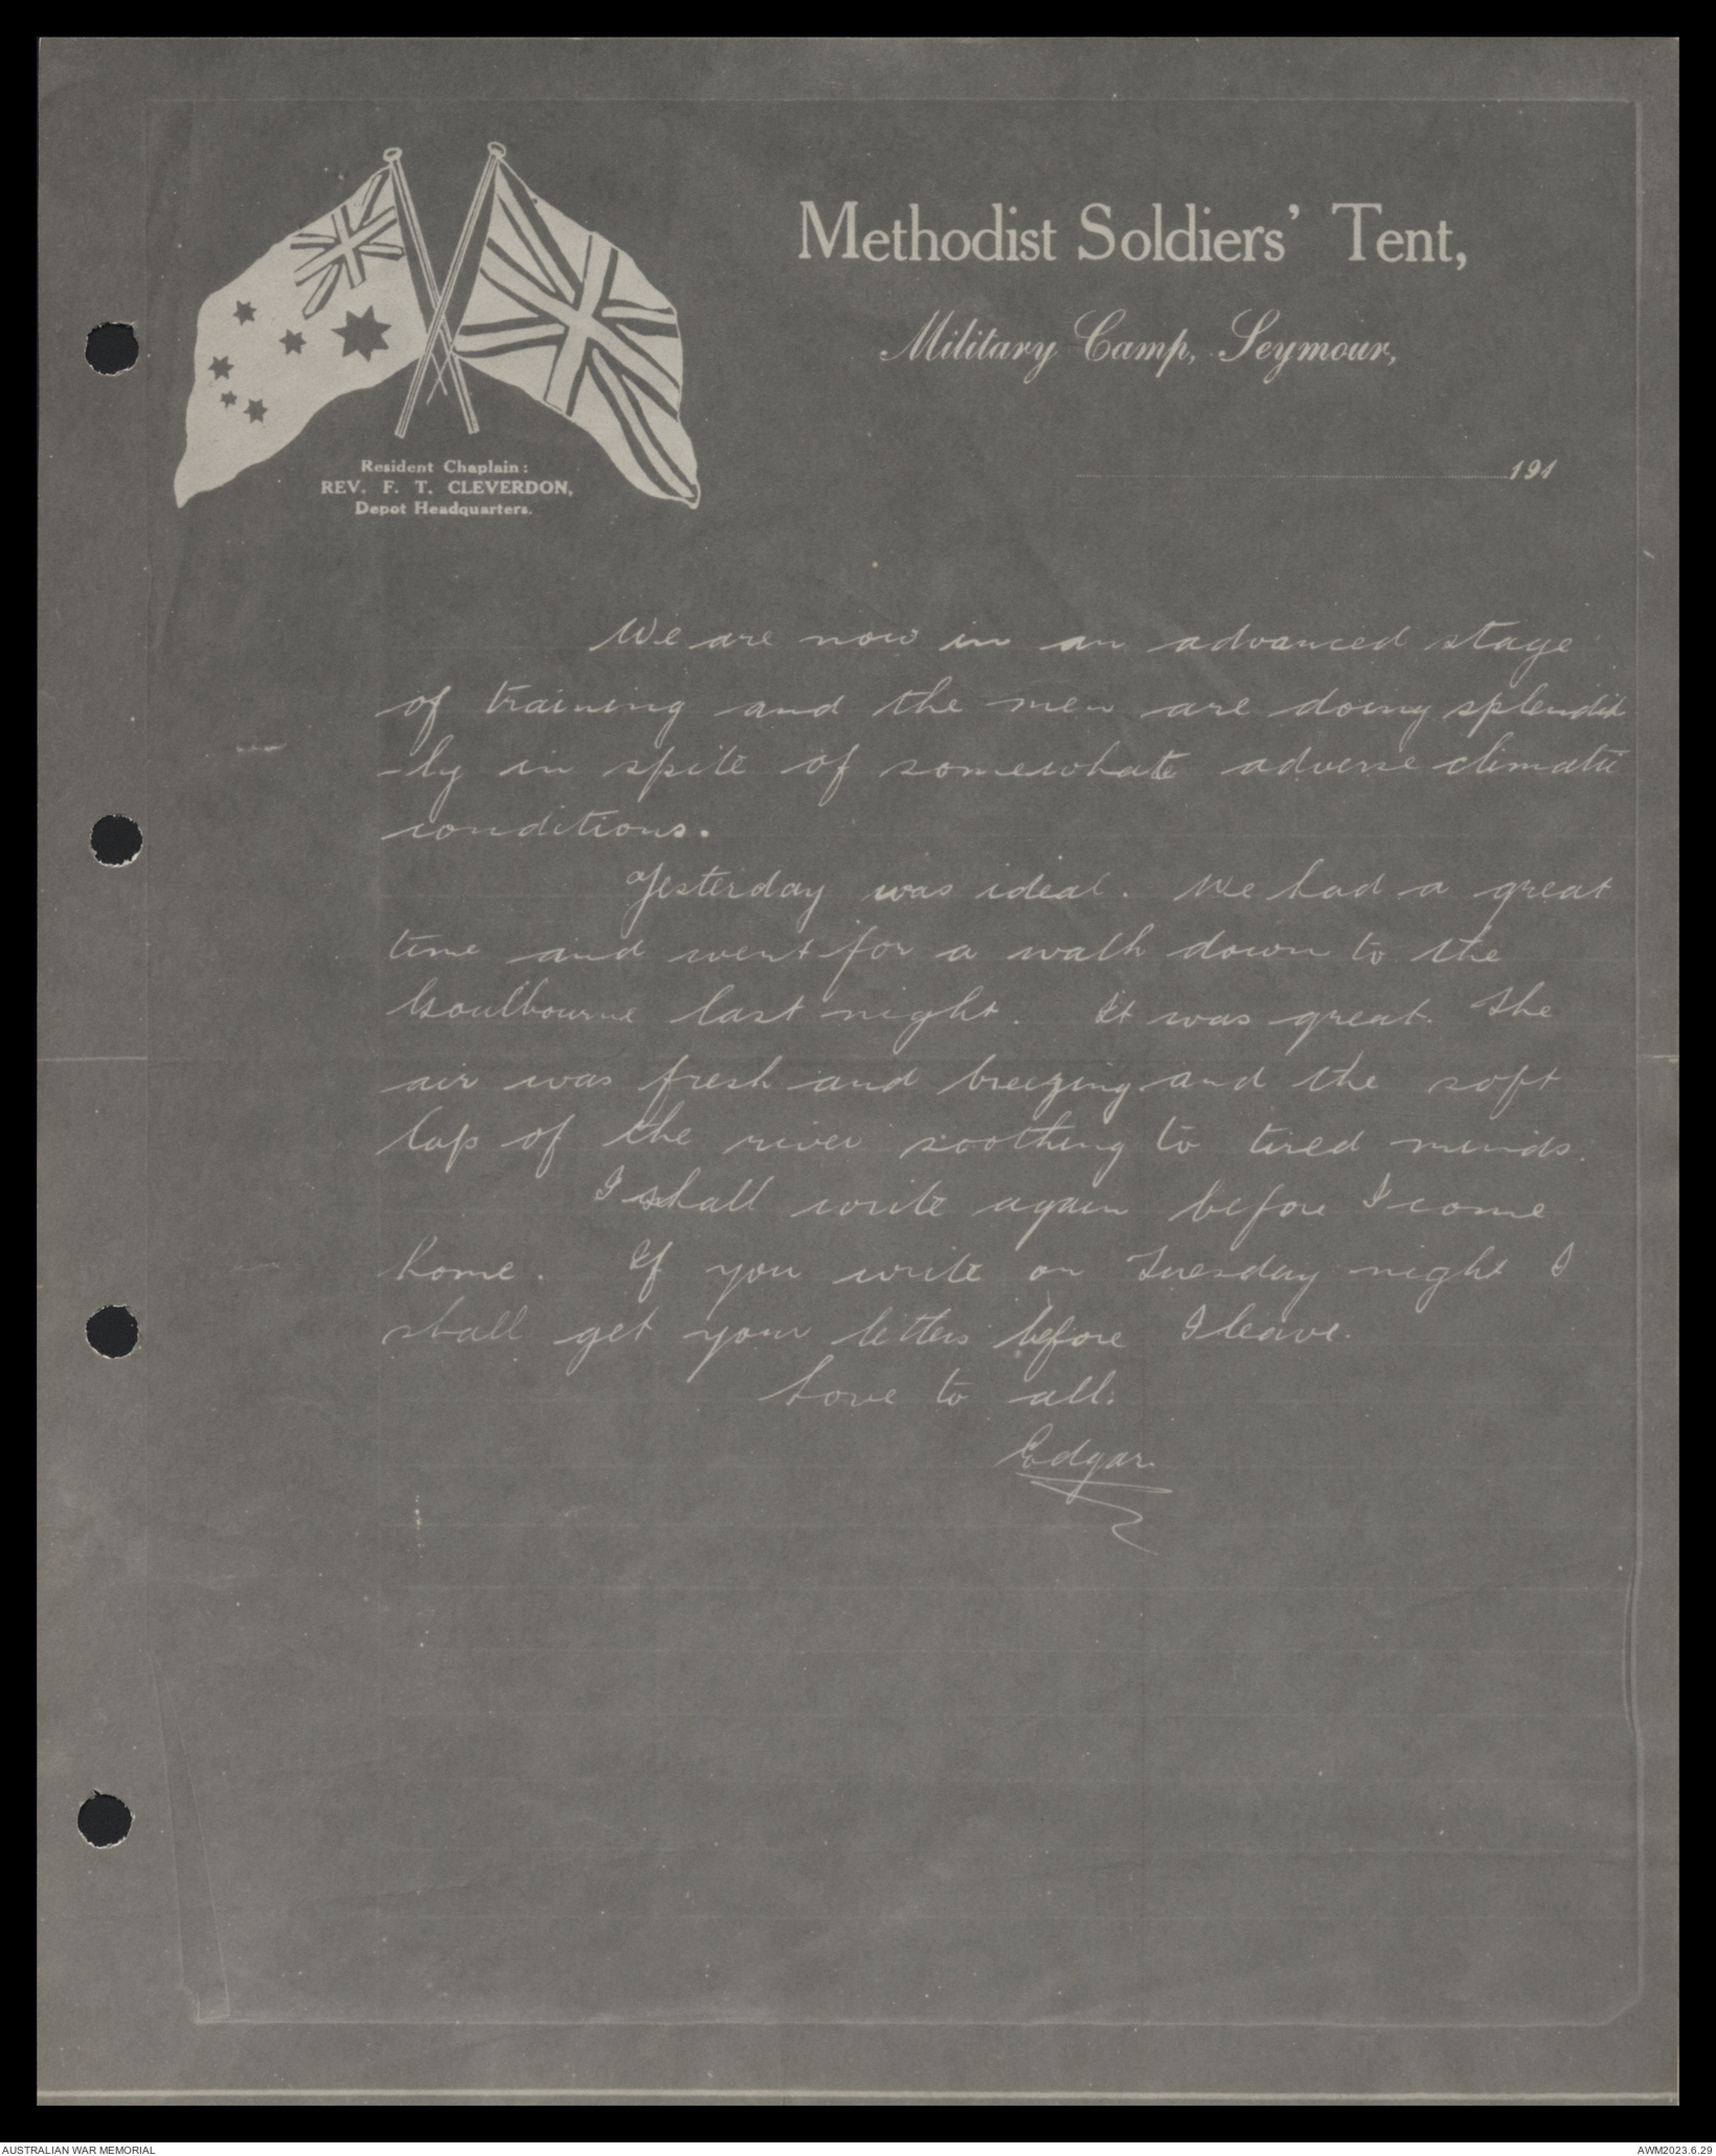 Methodist Soldiers' Tent,
Military Camp, Seymour,
191
Resident Chaplain:
REV. F. T. CLEVERDON,
Depot Headquarters.
We are now in an advanced stage
of training and the men are doing splendid
-ly in spite of somewhat adverse climatic
conditions.
Yesterday was ideal. We had a great
time and went for a walk down to the
Goulbourne last night. It was great. The
air was fresh and breezing and the soft
lap of the river soothing to tired minds.
I shall write again before I come
home. If you write on Tuesday night I
shall get your letters before I leave.
Love to all.
Edgar.
AUSTRALIAN WAR MEMORIAL
AWM2023.6.29